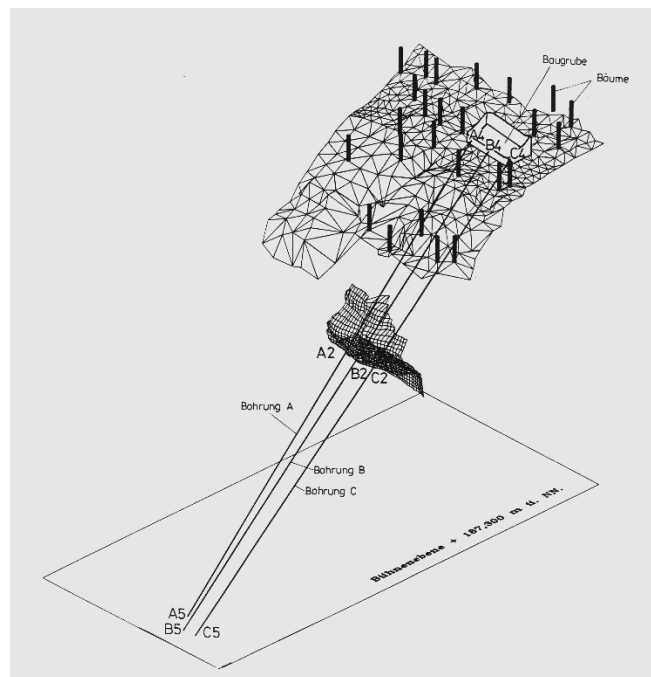 Baugrube
Bäume
A4
B4
C4
A2
B2
C2
Bohrung A
Bohrung B
Bohrung C
Bühnenebene + 187,300 m ü. NN.
A5
B5
C5